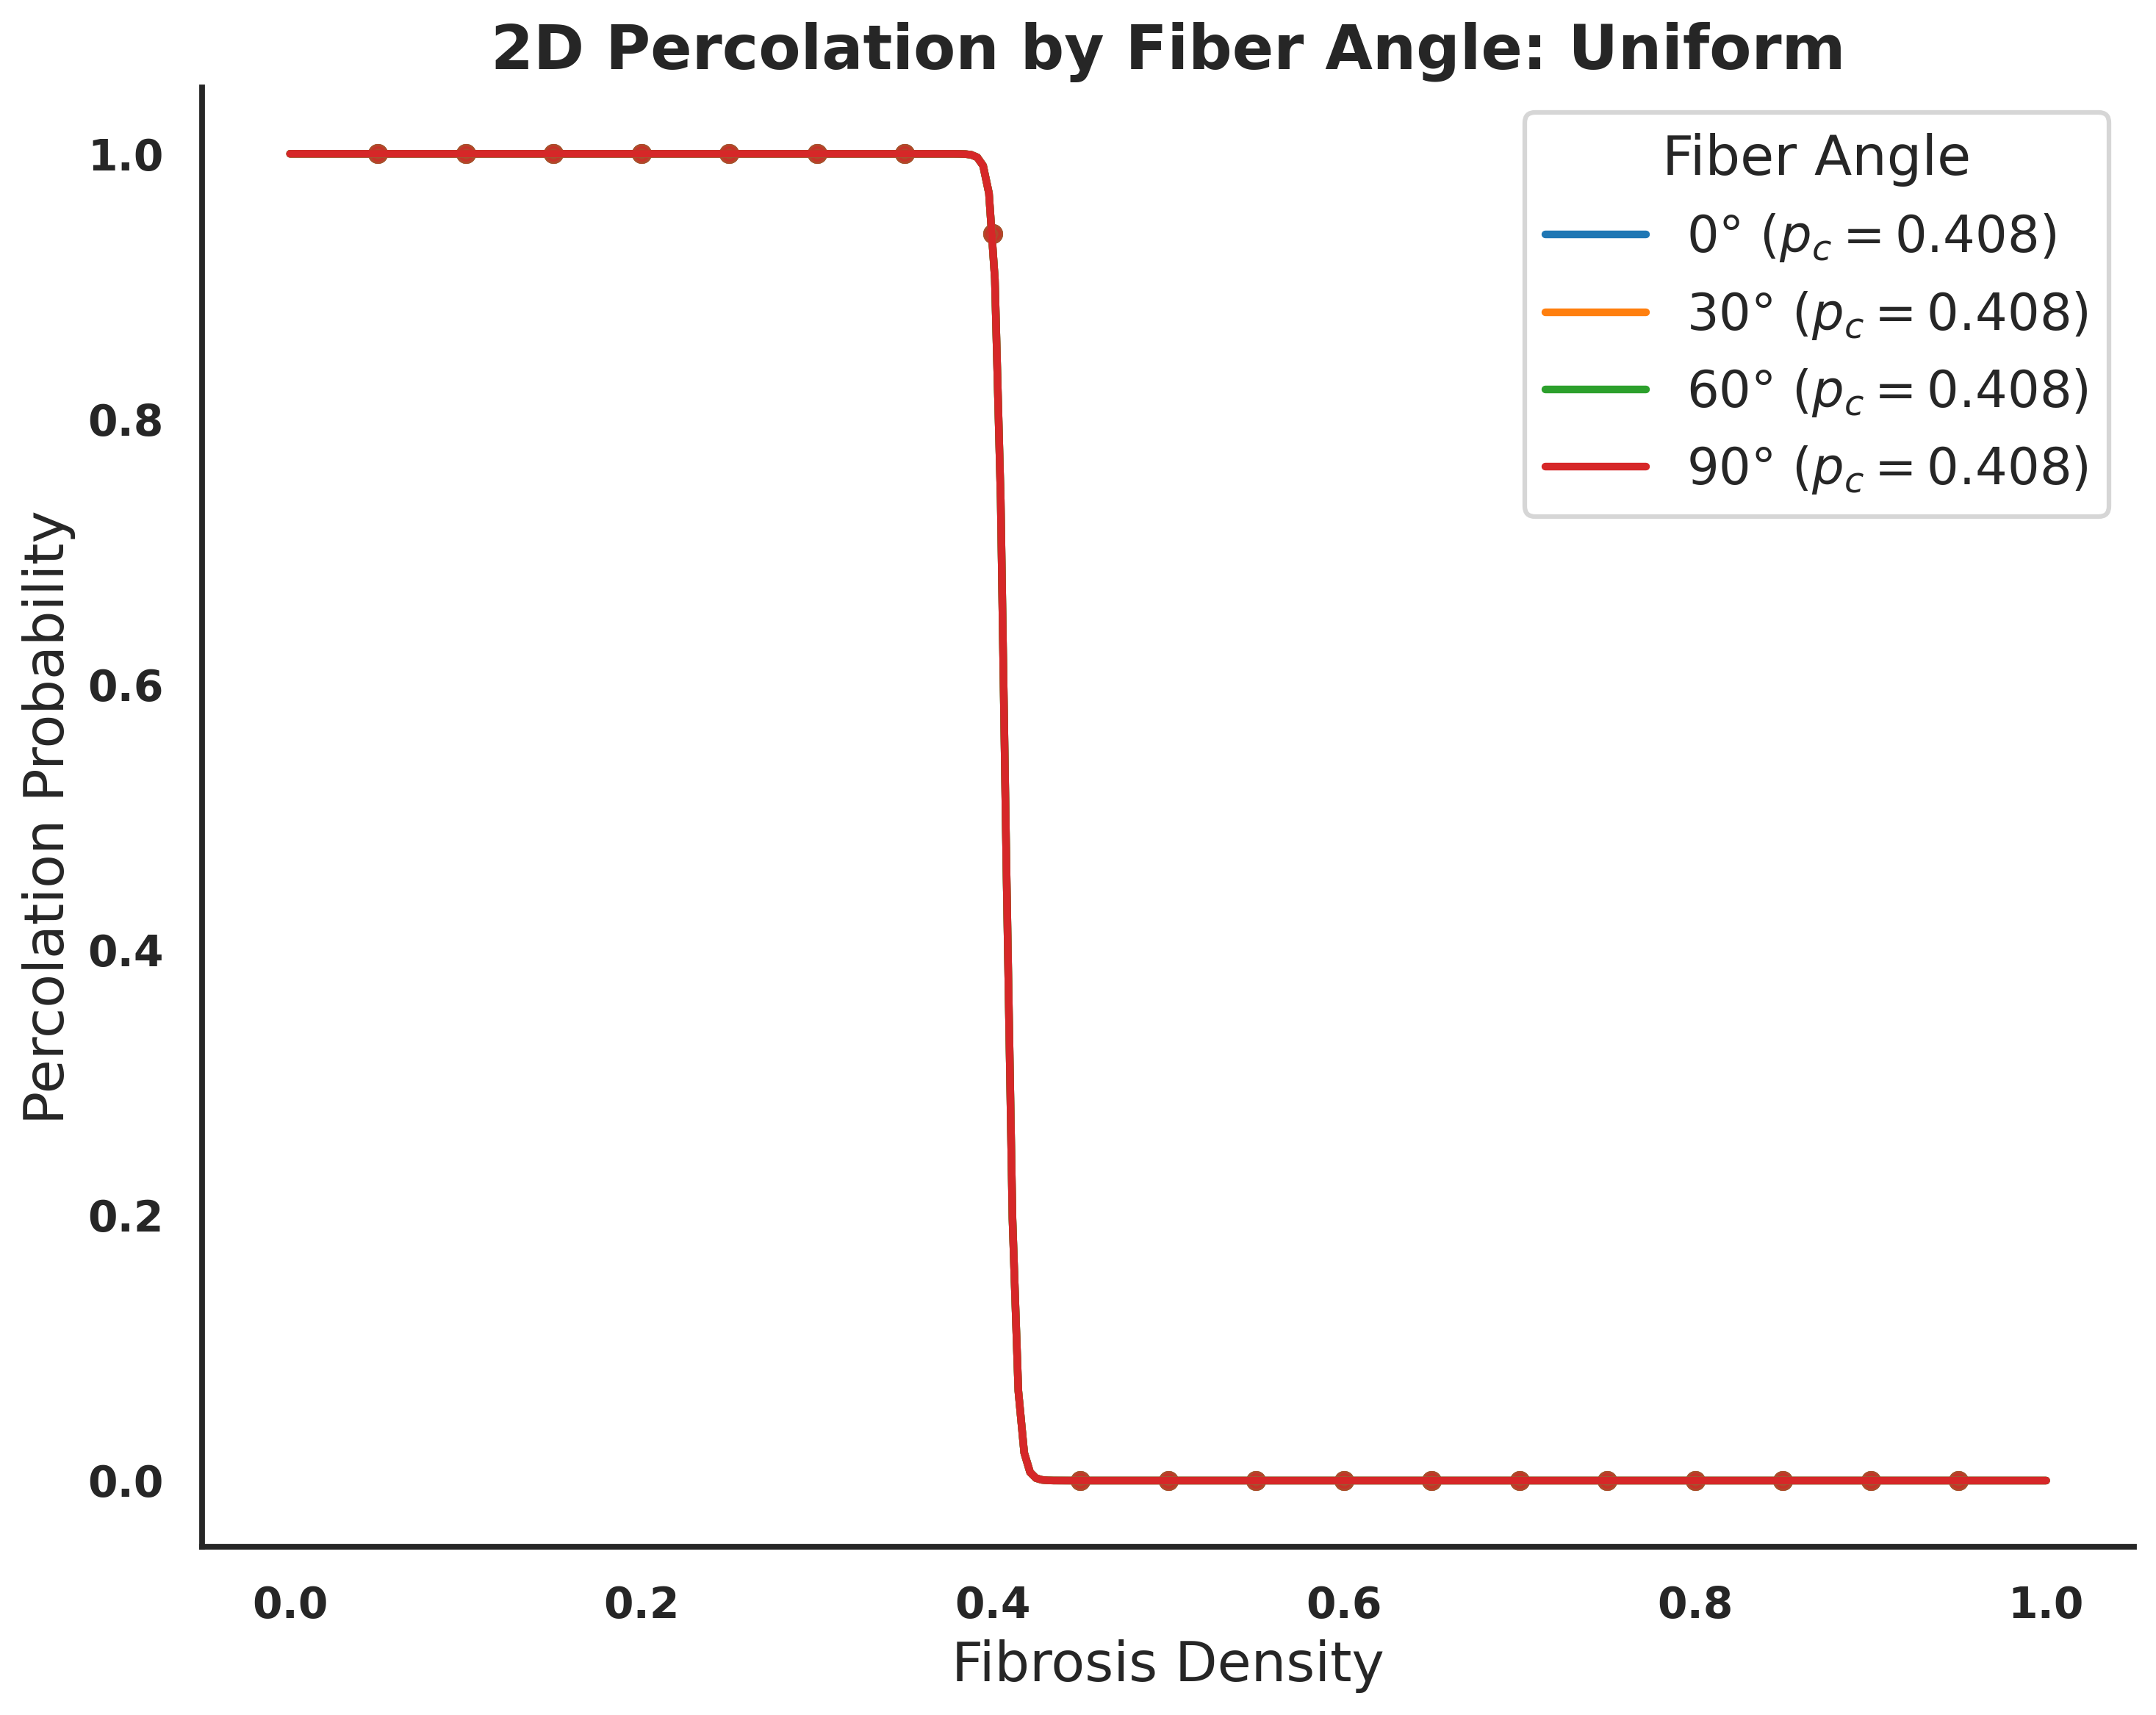 2D Percolation by Fiber Angle: Uniform
Fiber Angle
0° (p_c = 0.408)
30° (p_c = 0.408)
60° (p_c = 0.408)
90° (p_c = 0.408)
Percolation Probability
1.0
0.8
0.6
0.4
0.2
0.0
0.0 0.2 0.4 0.6 0.8 1.0
Fibrosis Density